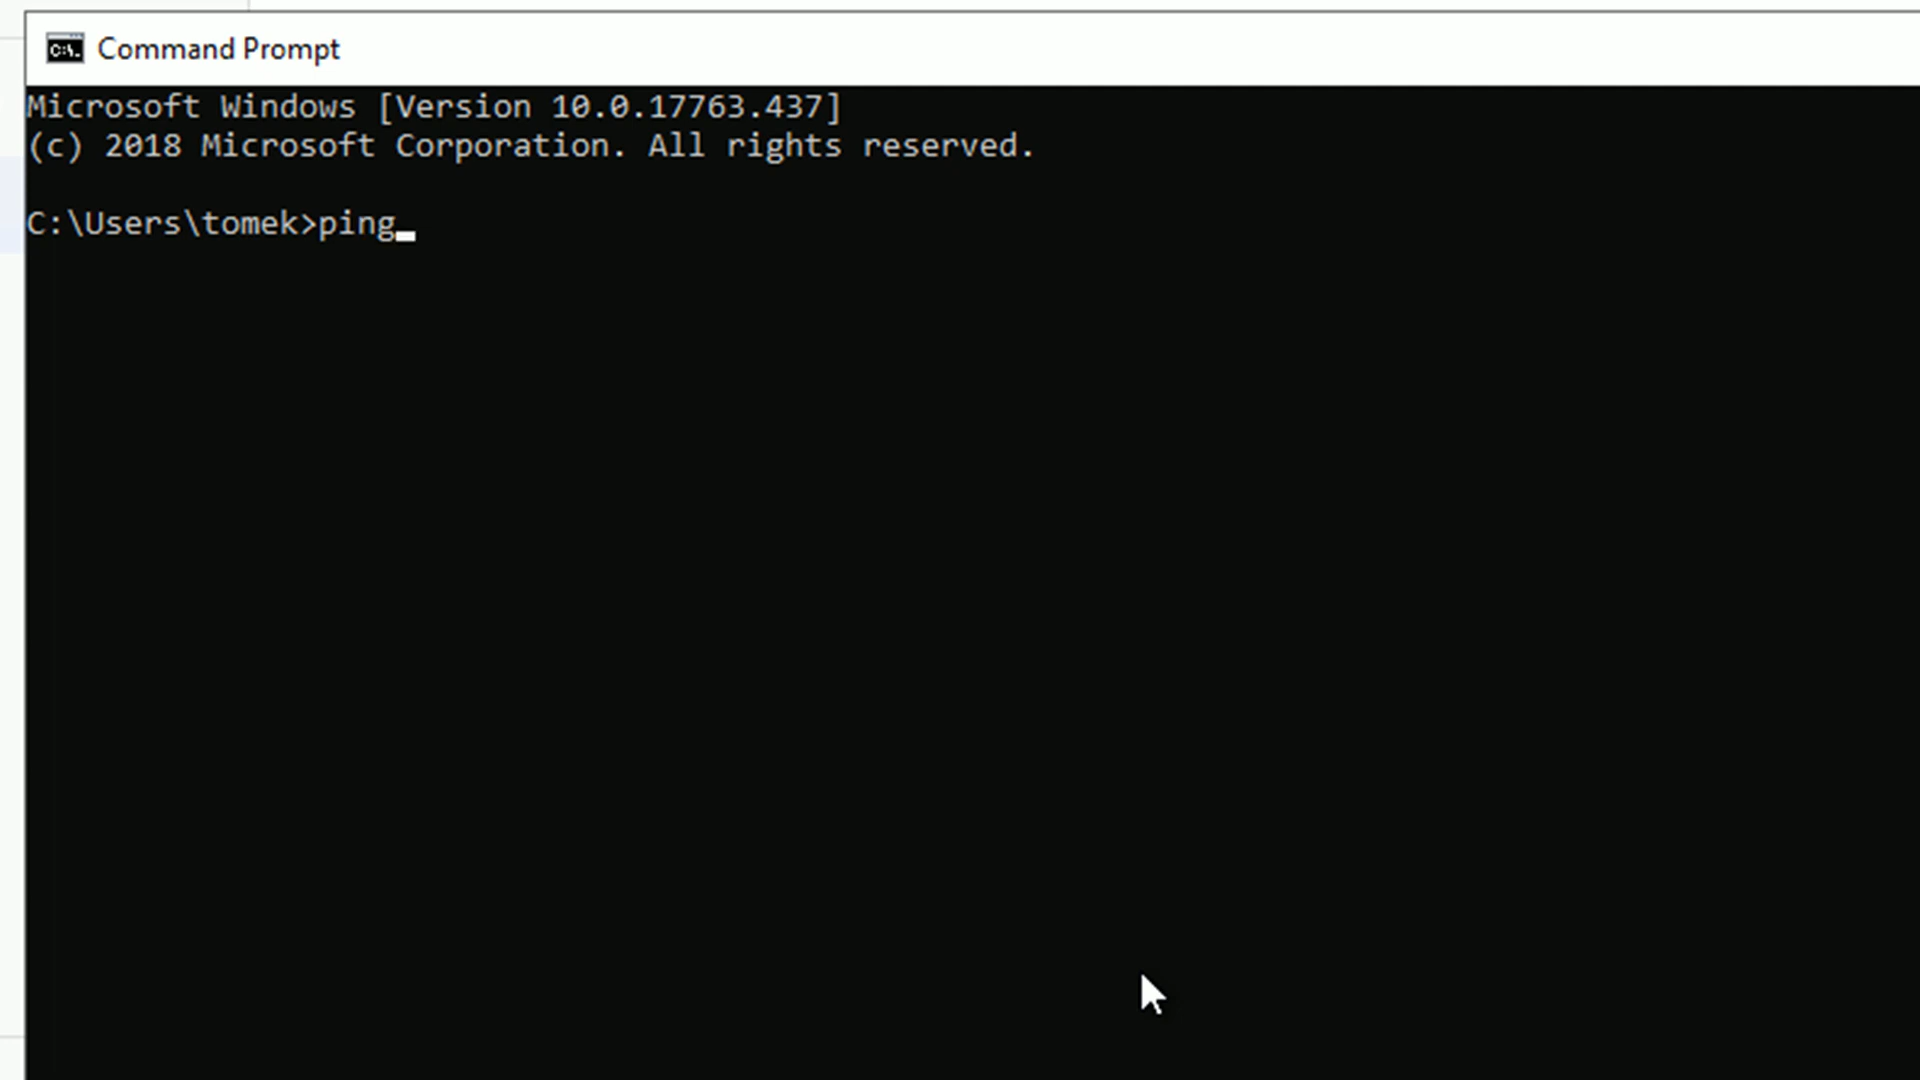 Command Prompt
Microsoft Windows [Version 10.0.17763.437]
(c) 2018 Microsoft Corporation. All rights reserved.
C:\Users\tomek>ping